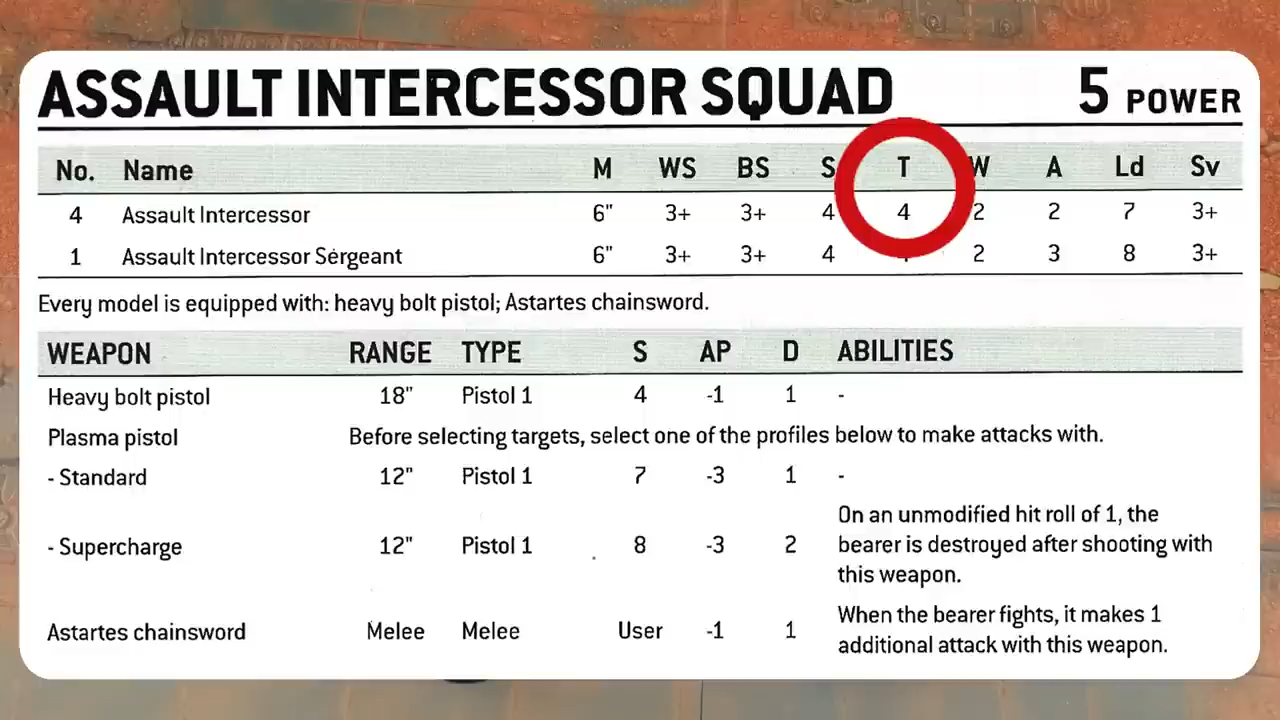 ASSAULT INTERCESSOR SQUAD 5 POWER
No. Name M WS BS S T W A Ld Sv
4 Assault Intercessor 6" 3+ 3+ 4 4 2 2 7 3+
1 Assault Intercessor Sergeant 6" 3+ 3+ 4 2 3 8 3+
Every model is equipped with: heavy bolt pistol; Astartes chainsword.
WEAPON RANGE TYPE S AP D ABILITIES
Heavy bolt pistol 18" Pistol 1 4 -1 1 -
Plasma pistol Before selecting targets, select one of the profiles below to make attacks with.
- Standard 12" Pistol 1 7 -3 1 -
- Supercharge 12" Pistol 1 8 -3 2 On an unmodified hit roll of 1, the
bearer is destroyed after shooting with
this weapon.
Astartes chainsword Melee Melee User -1 1 When the bearer fights, it makes 1
additional attack with this weapon.